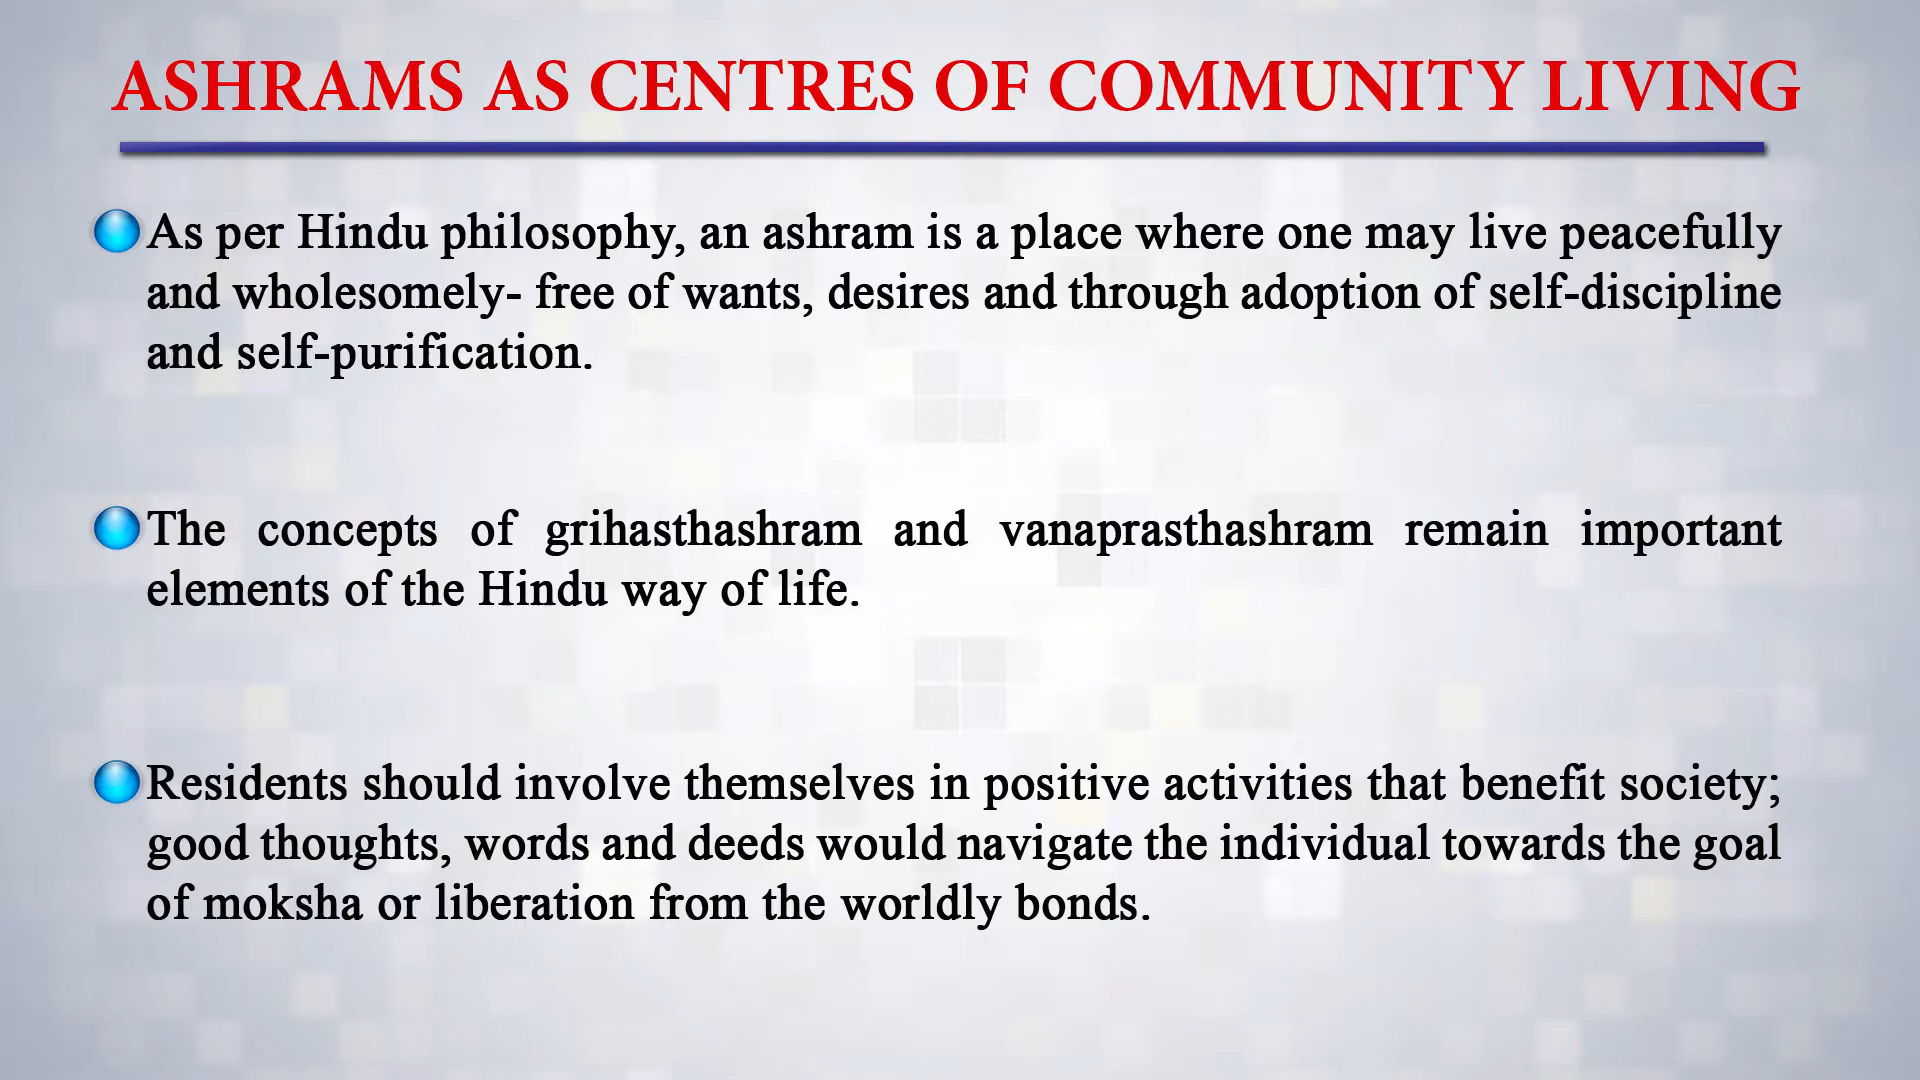 ASHRAMS AS CENTRES OF COMMUNITY LIVING
As per Hindu philosophy, an ashram is a place where one may live peacefully
and wholesomely- free of wants, desires and through adoption of self-discipline
and self-purification.
The concepts of grihasthashram and vanaprasthashram remain important
elements of the Hindu way of life.
Residents should involve themselves in positive activities that benefit society;
good thoughts, words and deeds would navigate the individual towards the goal
of moksha or liberation from the worldly bonds.